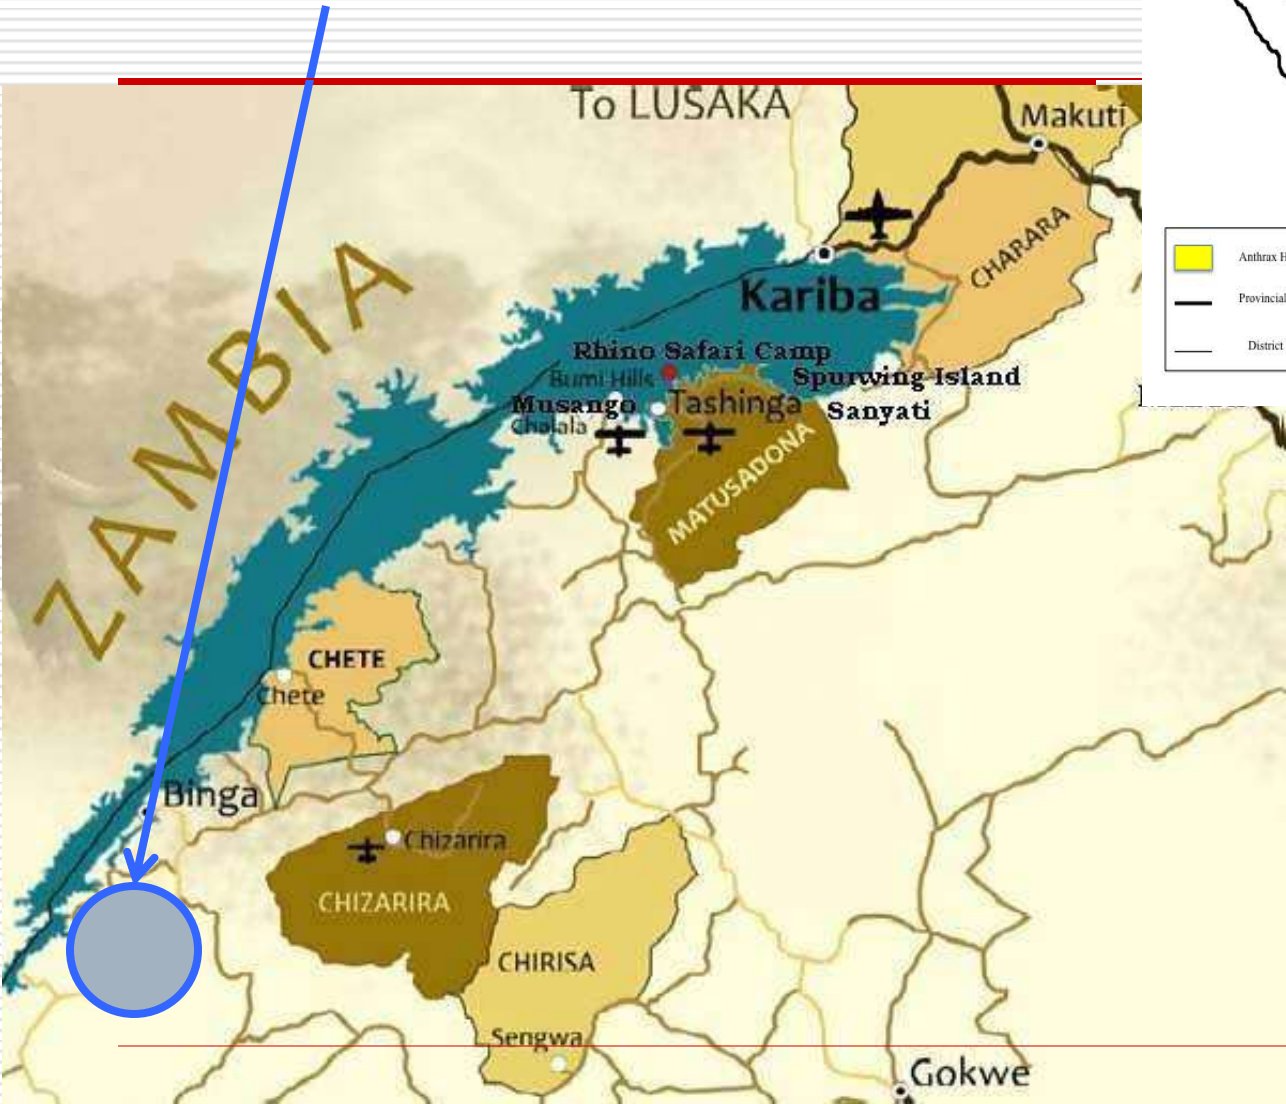 To LUSAKA
Makuti
CHARARA
Anthrax H
Provincial
District
Kariba
ZAMBIA
Rhino Safari Camp
Bumi Hills
Spurwing Island
Musango
Tashinga
Sanyati
Chalala
MATUSADONA
CHETE
Chete
Binga
Chizarira
CHIZARIRA
CHIRISA
Sengwa
Gokwe